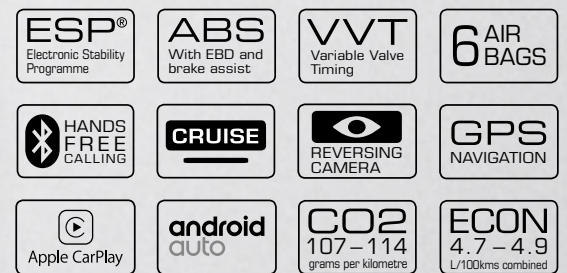 ESP®
Electronic Stability
Programme
ABS
With EBD and
brake assist
VVT
Variable Valve
Timing
6 AIR
BAGS
HANDS
FREE
CALLING
CRUISE
REVERSING
CAMERA
GPS
NAVIGATION
Apple CarPlay
android
auto
CO2
107–114
grams per kilometre
ECON
4.7–4.9
L/100kms combined